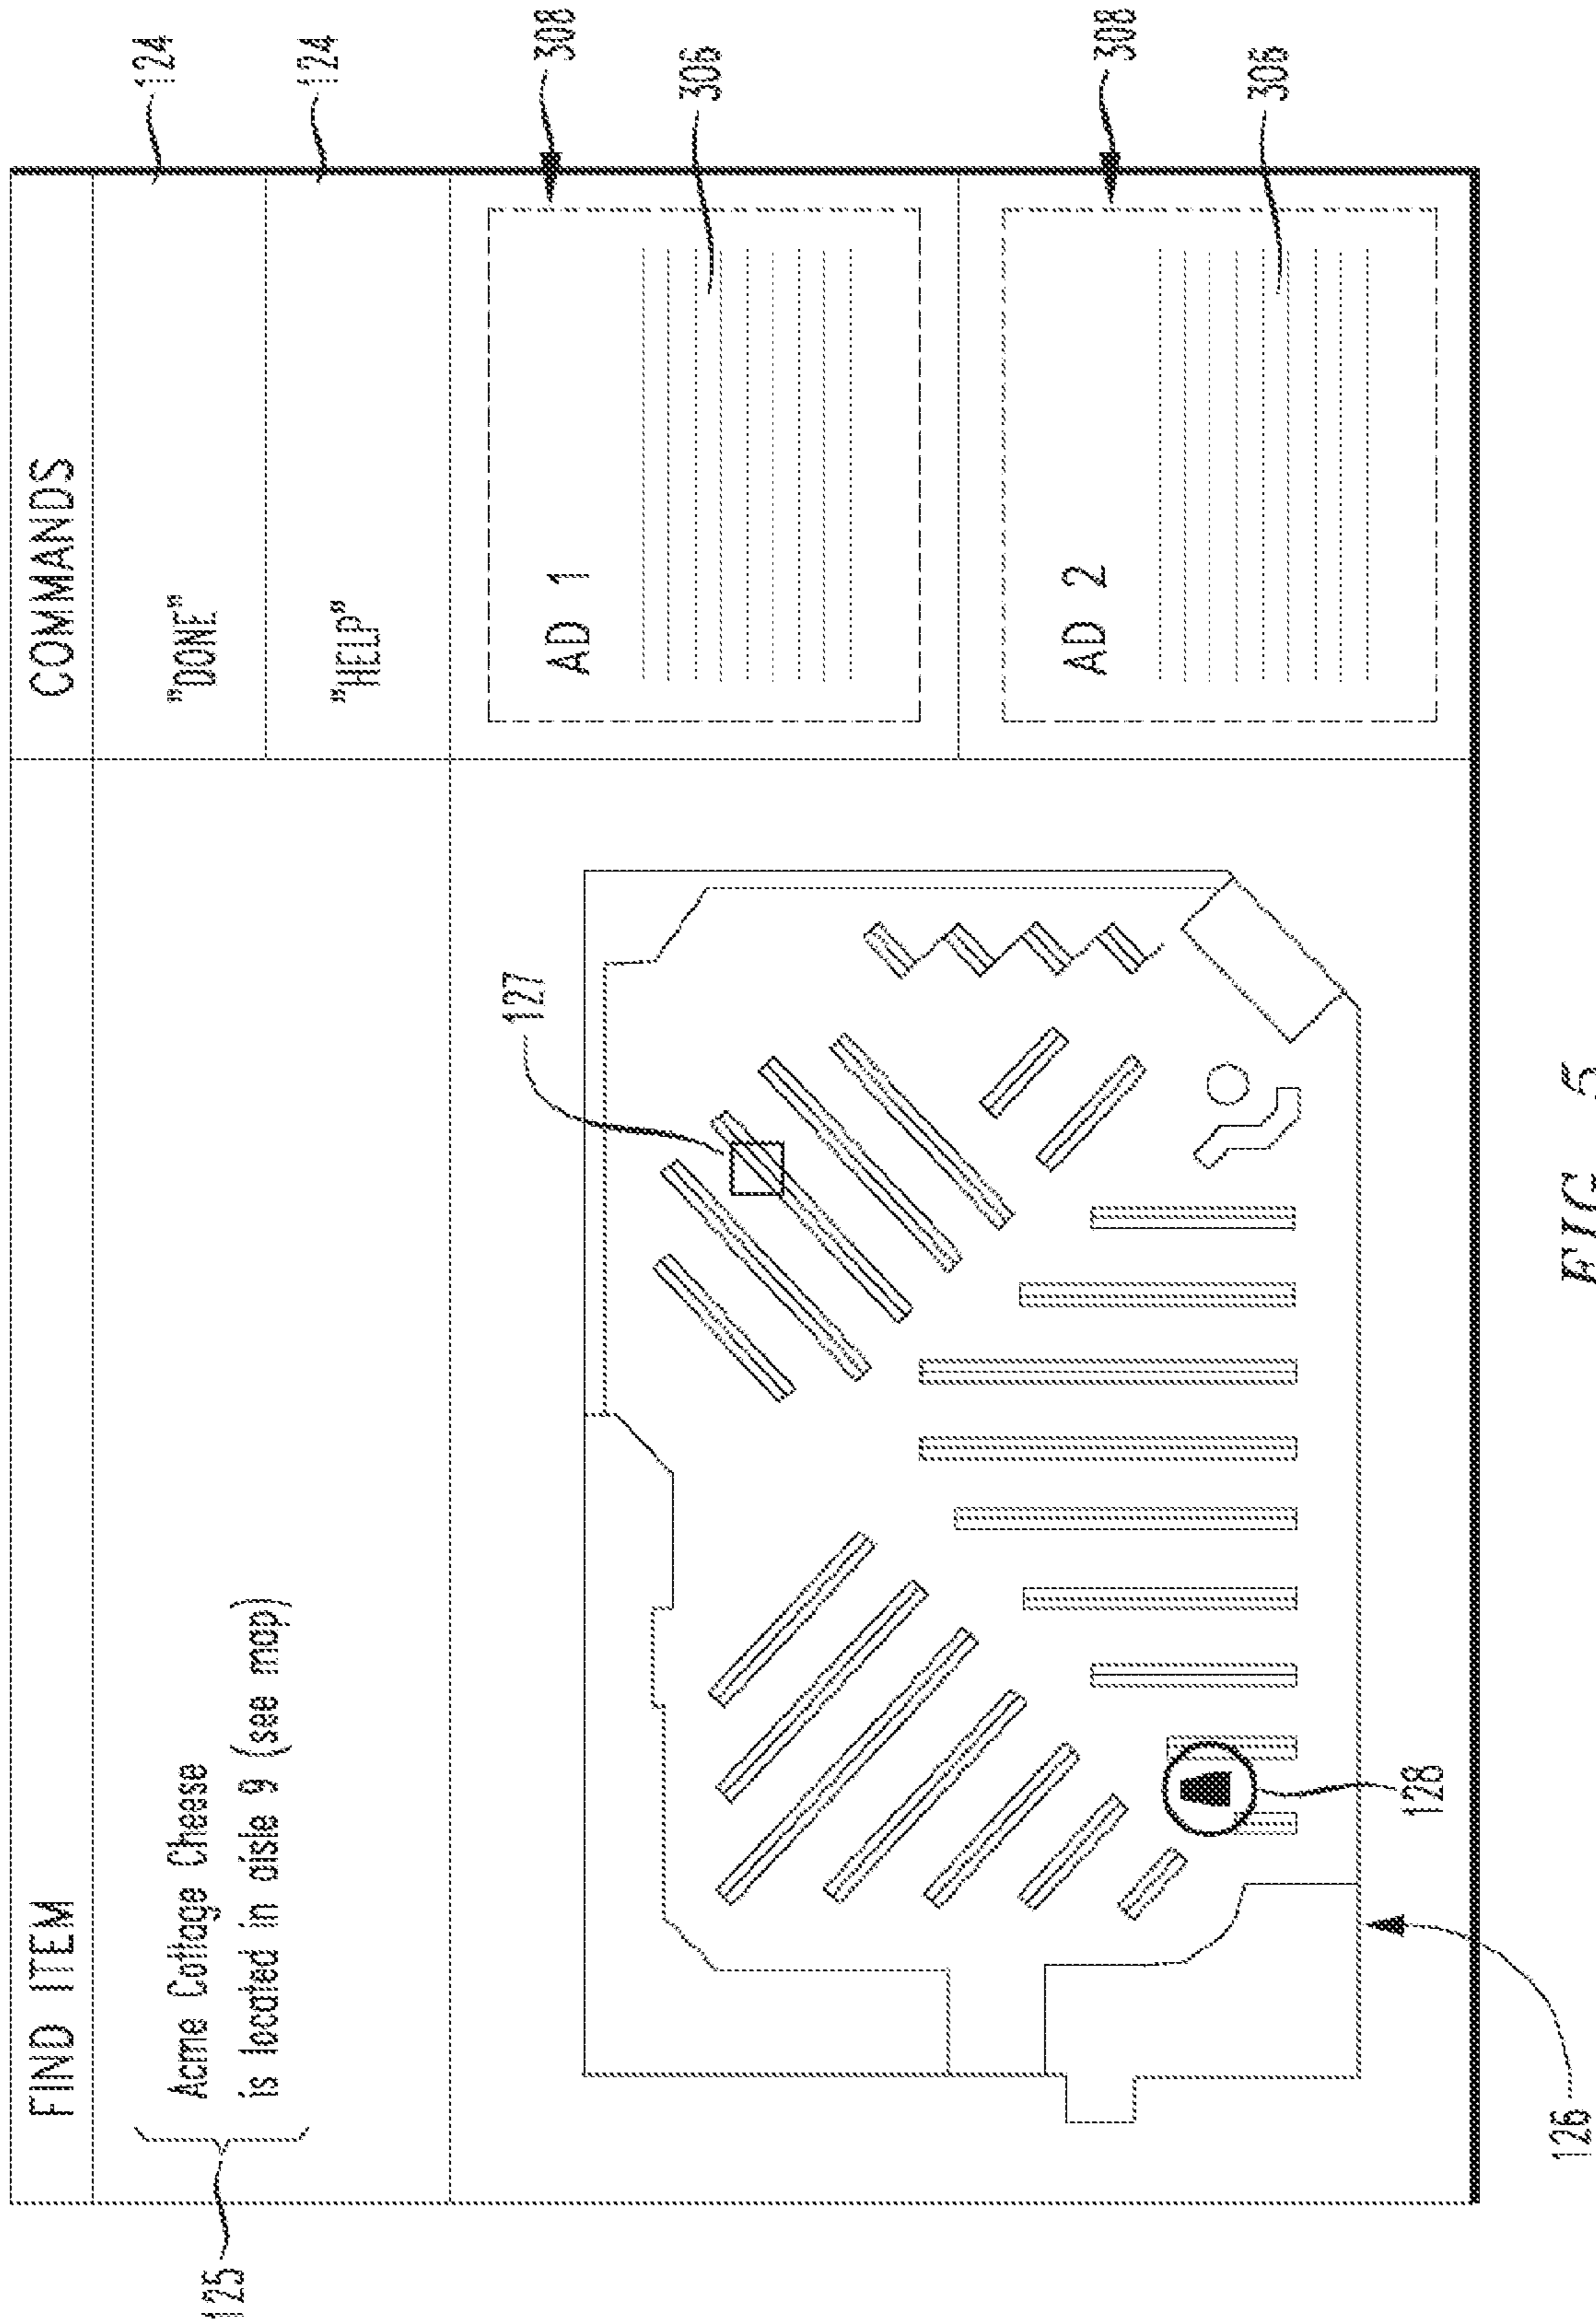 FIND ITEM
COMMANDS
Acme Cottage Cheese
is located in aisle 9 (see map)
"DONE"
"HELP"
AD 1
AD 2
125
124
124
308
306
308
306
127
128
126
FIG. 5